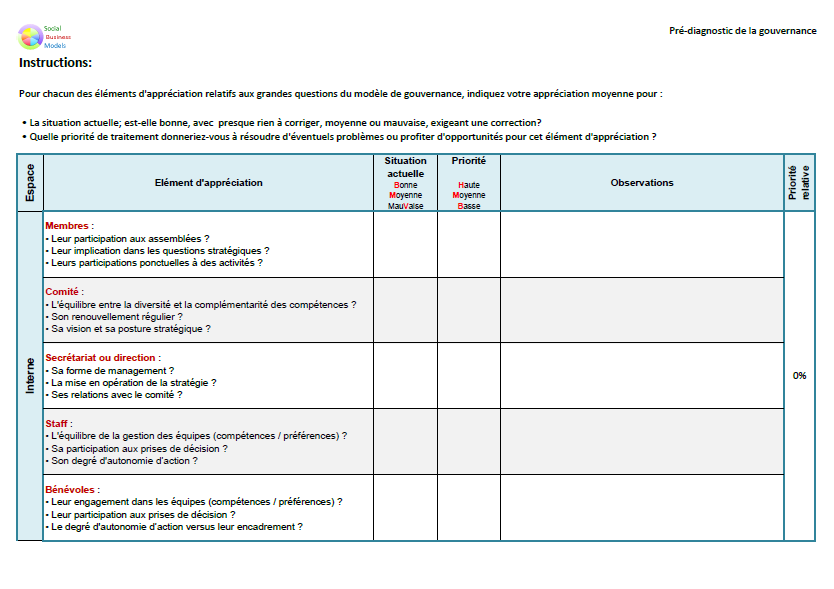 Social
Business
Models
Pré-diagnostic de la gouvernance
Instructions:
Pour chacun des éléments d'appréciation relatifs aux grandes questions du modèle de gouvernance, indiquez votre appréciation moyenne pour :
• La situation actuelle; est-elle bonne, avec presque rien à corriger, moyenne ou mauvaise, exigeant une correction?
• Quelle priorité de traitement donneriez-vous à résoudre d'éventuels problèmes ou profiter d'opportunités pour cet élément d'appréciation ?
Espace
Elément d'appréciation
Situation
actuelle
Bonne
Moyenne
MauVaise
Priorité
Haute
Moyenne
Basse
Observations
Priorité
relative
Interne
Membres :
• Leur participation aux assemblées ?
• Leur implication dans les questions stratégiques ?
• Leurs participations ponctuelles à des activités ?
Comité :
• L'équilibre entre la diversité et la complémentarité des compétences ?
• Son renouvellement régulier ?
• Sa vision et sa posture stratégique ?
Secrétariat ou direction :
• Sa forme de management ?
• La mise en opération de la stratégie ?
• Ses relations avec le comité ?
0%
Staff :
• L'équilibre de la gestion des équipes (compétences / préférences) ?
• Sa participation aux prises de décision ?
• Son degré d'autonomie d'action ?
Bénévoles :
• Leur engagement dans les équipes (compétences / préférences) ?
• Leur participation aux prises de décision ?
• Le degré d'autonomie d'action versus leur encadrement ?